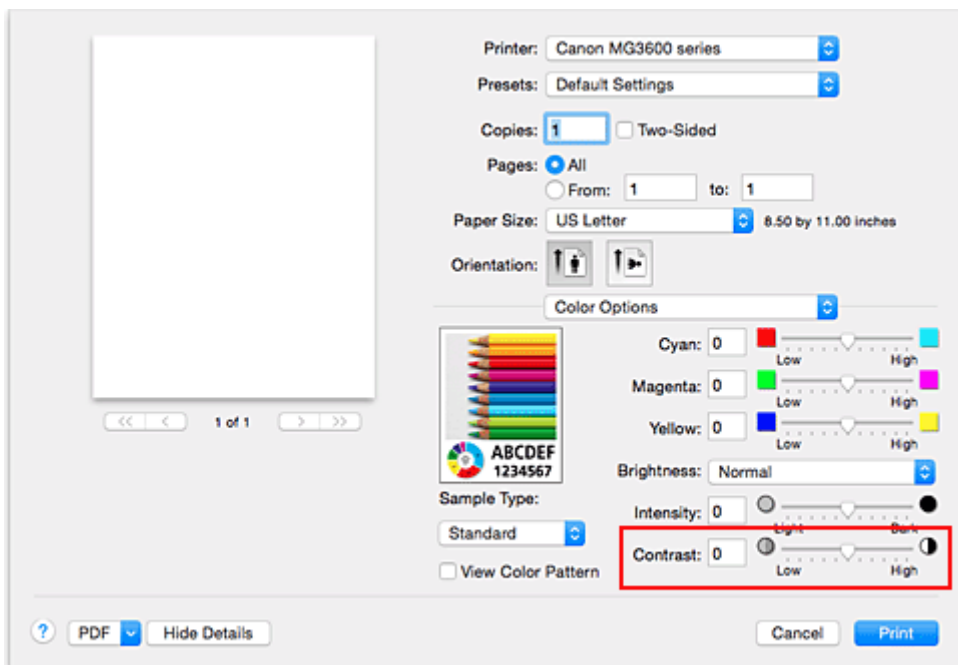 Printer: Canon MG3600 series
Presets: Default Settings
Copies: 1 Two-Sided
Pages: All
From: 1 to: 1
Paper Size: US Letter 8.50 by 11.00 inches
Orientation:
Color Options
<< < 1 of 1 > >>
Cyan: 0
Low High
Magenta: 0
Low High
Yellow: 0
Low High
ABCDEF
1234567
Brightness: Normal
Sample Type:
Intensity: 0
Light Dark
Standard
Contrast: 0
Low High
View Color Pattern
? PDF Hide Details Cancel Print